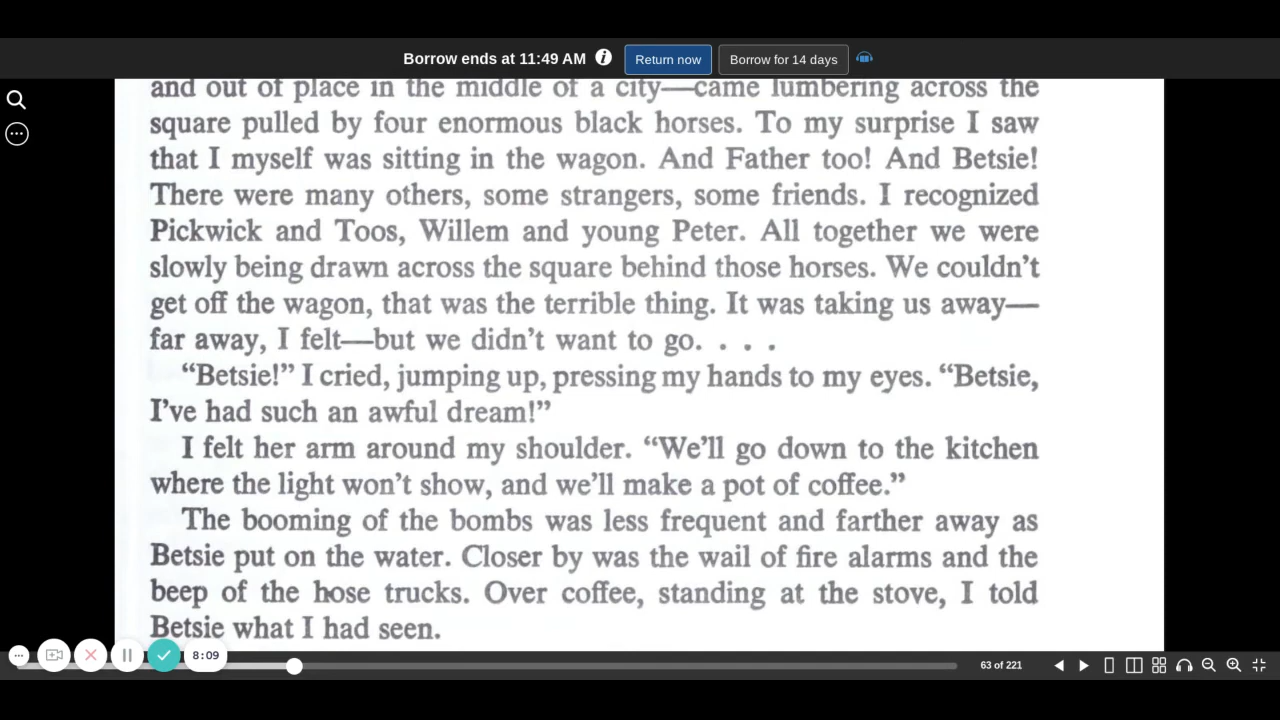 Borrow ends at 11:49 AM i Return now Borrow for 14 days
and out of place in the middle of a city—came lumbering across the
square pulled by four enormous black horses. To my surprise I saw
that I myself was sitting in the wagon. And Father too! And Betsie!
There were many others, some strangers, some friends. I recognized
Pickwick and Toos, Willem and young Peter. All together we were
slowly being drawn across the square behind those horses. We couldn't
get off the wagon, that was the terrible thing. It was taking us away—
far away, I felt—but we didn't want to go. . . .
“Betsie!” I cried, jumping up, pressing my hands to my eyes. “Betsie,
I've had such an awful dream!”
I felt her arm around my shoulder. “We'll go down to the kitchen
where the light won't show, and we'll make a pot of coffee.”
The booming of the bombs was less frequent and farther away as
Betsie put on the water. Closer by was the wail of fire alarms and the
beep of the hose trucks. Over coffee, standing at the stove, I told
Betsie what I had seen.
8:09
63 of 221